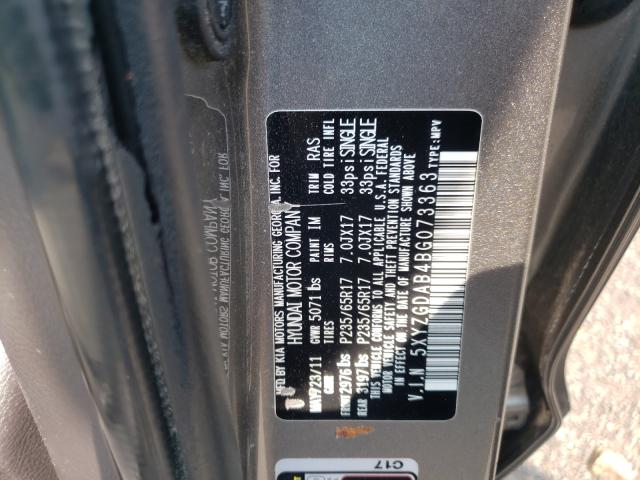 MFD BY KIA MOTORS MANUFACTURING GEORGIA, INC. FOR
HYUNDAI MOTOR COMPANY
MAY/23/11 GVWR 5071 lbs PAINT IM TRIM RAS
GAWR TIRES RIMS COLD TIRE INFL
FRONT 2976 lbs P235/65R17 7.0JX17 33psi SINGLE
REAR 3197 lbs P235/65R17 7.0JX17 33psi SINGLE
THIS VEHICLE CONFORMS TO ALL APPLICABLE U.S.A. FEDERAL
MOTOR VEHICLE SAFETY AND THEFT PREVENTION STANDARDS
IN EFFECT ON THE DATE OF MANUFACTURE SHOWN ABOVE
V.I.N 5XYZGDAB4BG073363 TYPE:MPV
C17